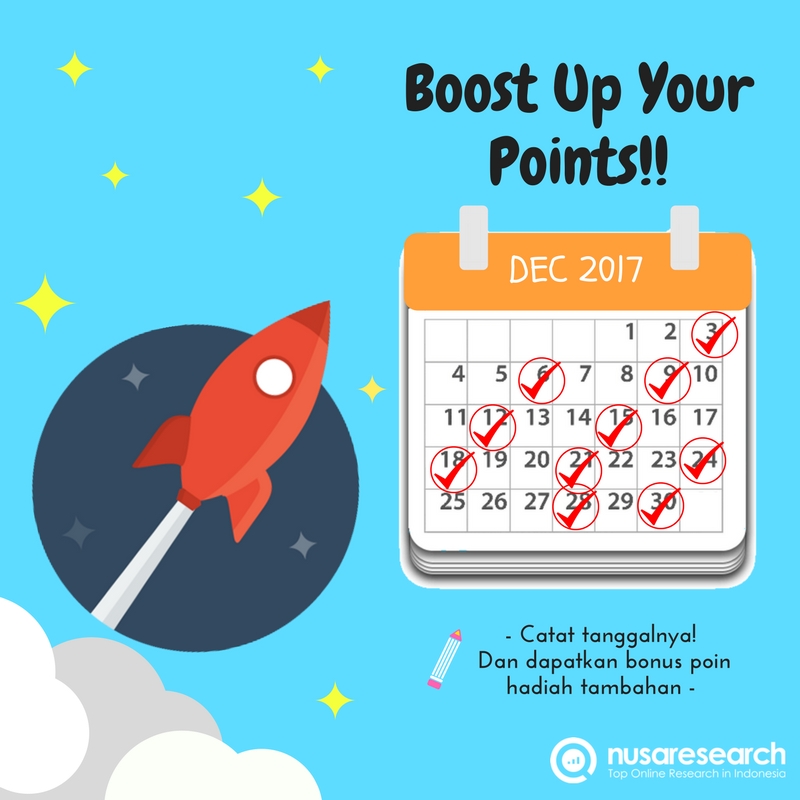 Boost Up Your
Points!!
DEC 2017
1 2 3
4 5 6 7 8 9 10
11 12 13 14 15 16 17
18 19 20 21 22 23 24
25 26 27 28 29 30
- Catat tanggalnya!
Dan dapatkan bonus poin
hadiah tambahan -
nusaresearch
Top Online Research in Indonesia